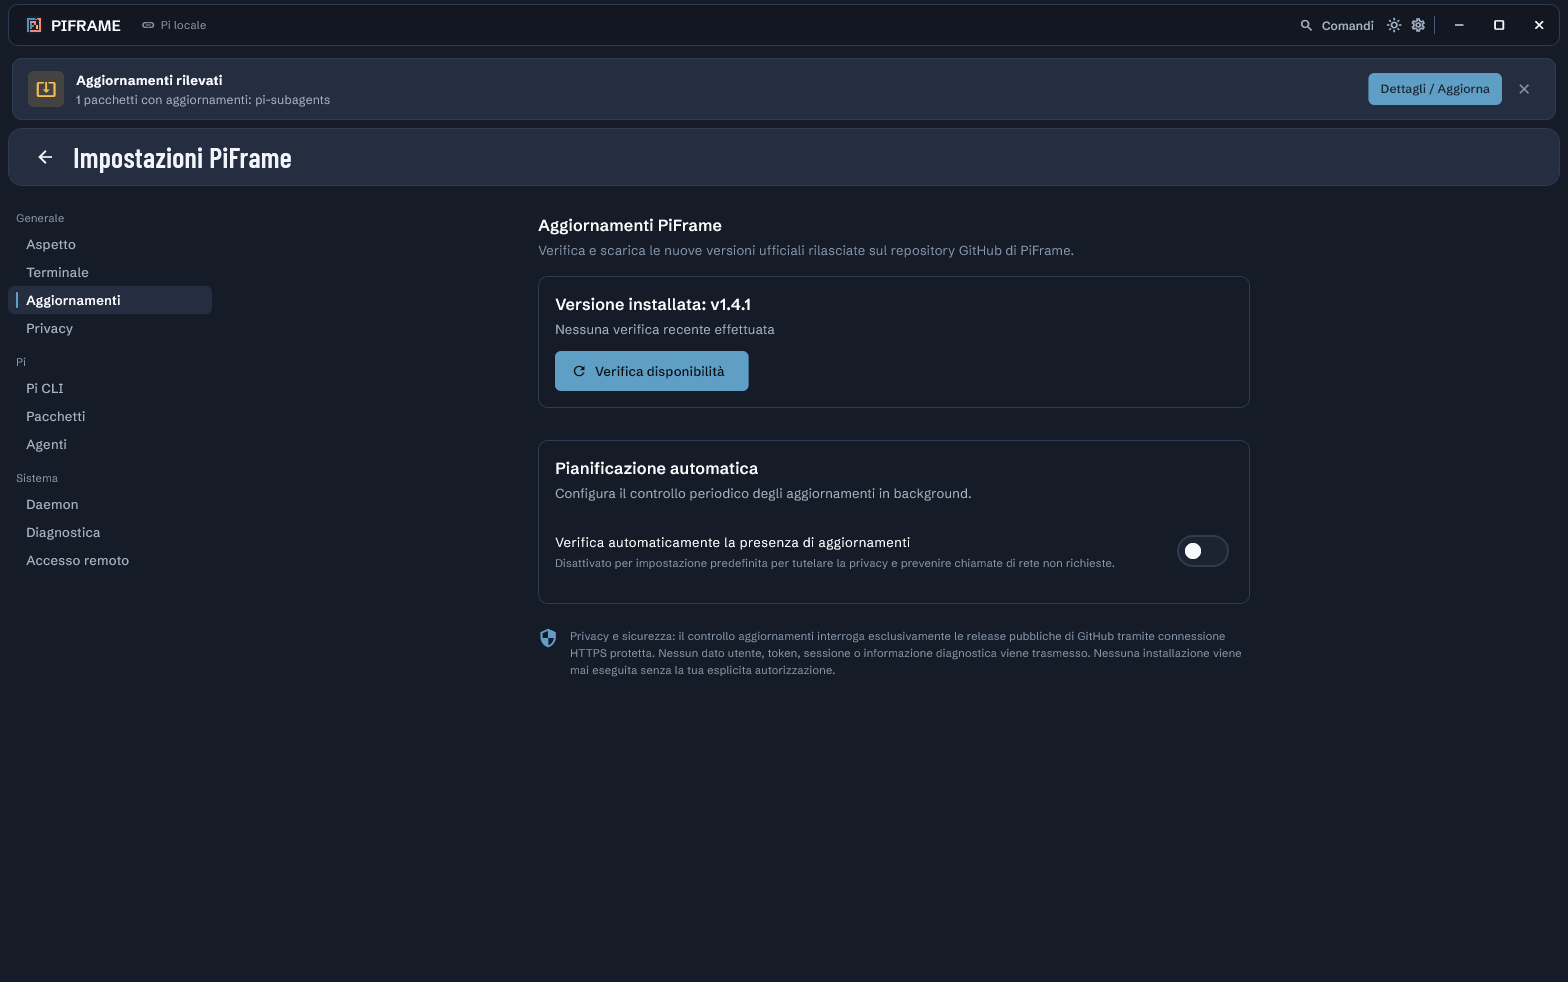 PIFRAME
Pi locale
Comandi
Aggiornamenti rilevati
1 pacchetti con aggiornamenti: pi-subagents
Dettagli / Aggiorna
Impostazioni PiFrame
Generale
Aspetto
Terminale
Aggiornamenti
Privacy
Pi
Pi CLI
Pacchetti
Agenti
Sistema
Daemon
Diagnostica
Accesso remoto
Aggiornamenti PiFrame
Verifica e scarica le nuove versioni ufficiali rilasciate sul repository GitHub di PiFrame.
Versione installata: v1.4.1
Nessuna verifica recente effettuata
Verifica disponibilità
Pianificazione automatica
Configura il controllo periodico degli aggiornamenti in background.
Verifica automaticamente la presenza di aggiornamenti
Disattivato per impostazione predefinita per tutelare la privacy e prevenire chiamate di rete non richieste.
Privacy e sicurezza: il controllo aggiornamenti interroga esclusivamente le release pubbliche di GitHub tramite connessione
HTTPS protetta. Nessun dato utente, token, sessione o informazione diagnostica viene trasmesso. Nessuna installazione viene
mai eseguita senza la tua esplicita autorizzazione.